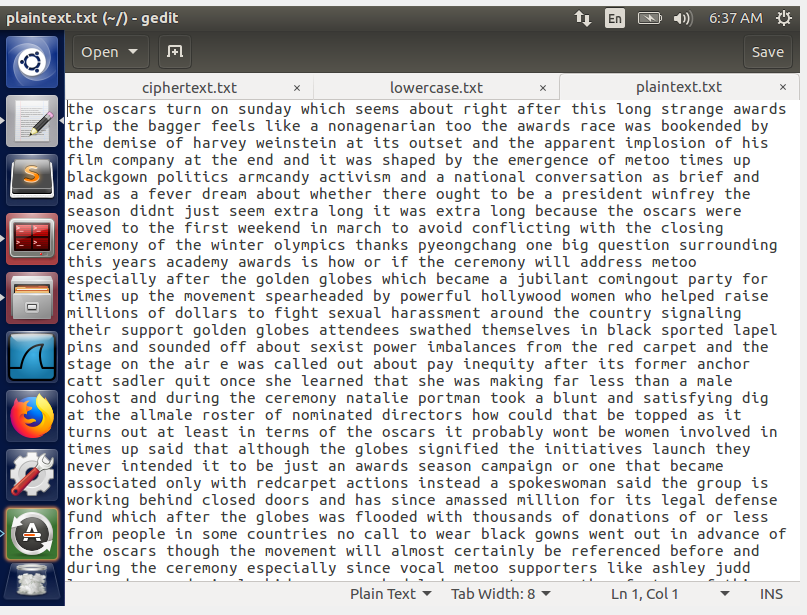 plaintext.txt (~/) - gedit
En
6:37 AM
Open
Save
ciphertext.txt ×
lowercase.txt ×
plaintext.txt ×
the oscars turn on sunday which seems about right after this long strange awards
trip the bagger feels like a nonagenarian too the awards race was bookended by
the demise of harvey weinstein at its outset and the apparent implosion of his
film company at the end and it was shaped by the emergence of metoo times up
blackgown politics armcandy activism and a national conversation as brief and
mad as a fever dream about whether there ought to be a president winfrey the
season didnt just seem extra long it was extra long because the oscars were
moved to the first weekend in march to avoid conflicting with the closing
ceremony of the winter olympics thanks pyeongchang one big question surrounding
this years academy awards is how or if the ceremony will address metoo
especially after the golden globes which became a jubilant comingout party for
times up the movement spearheaded by powerful hollywood women who helped raise
millions of dollars to fight sexual harassment around the country signaling
their support golden globes attendees swathed themselves in black sported lapel
pins and sounded off about sexist power imbalances from the red carpet and the
stage on the air e was called out about pay inequity after its former anchor
catt sadler quit once she learned that she was making far less than a male
cohost and during the ceremony natalie portman took a blunt and satisfying dig
at the allmale roster of nominated directors how could that be topped as it
turns out at least in terms of the oscars it probably wont be women involved in
times up said that although the globes signified the initiatives launch they
never intended it to be just an awards season campaign or one that became
associated only with redcarpet actions instead a spokeswoman said the group is
working behind closed doors and has since amassed million for its legal defense
fund which after the globes was flooded with thousands of donations of or less
from people in some countries no call to wear black gowns went out in advance of
the oscars though the movement will almost certainly be referenced before and
during the ceremony especially since vocal metoo supporters like ashley judd
Plain Text
Tab Width: 8
Ln 1, Col 1
INS